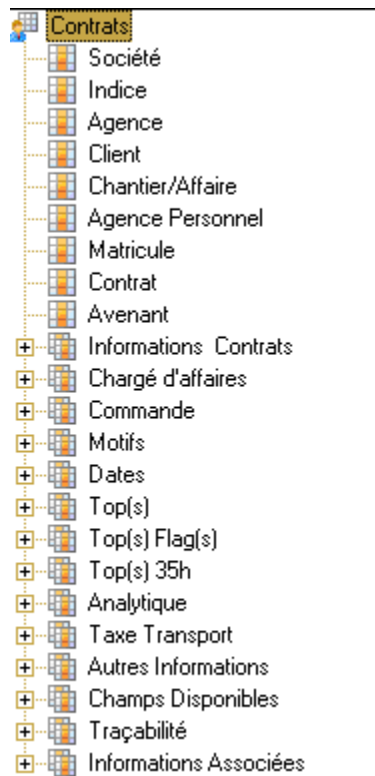 Contrats
Société
Indice
Agence
Client
Chantier/Affaire
Agence Personnel
Matricule
Contrat
Avenant
Informations  Contrats
Chargé d'affaires
Commande
Motifs
Dates
Top(s)
Top(s) Flag(s)
Top(s) 35h
Analytique
Taxe Transport
Autres Informations
Champs Disponibles
Traçabilité
Informations Associées